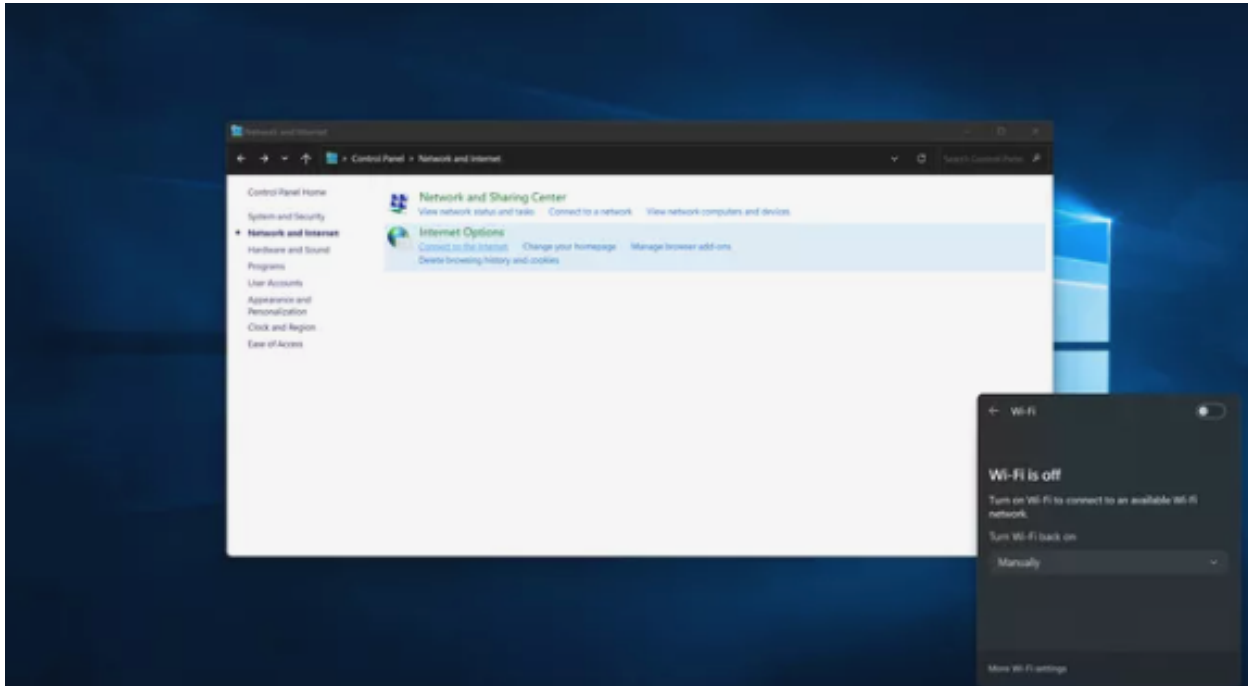 Network and Internet
Control Panel > Network and Internet
Search Control Panel
Control Panel Home
System and Security
Network and Internet
Hardware and Sound
Programs
User Accounts
Appearance and
Personalization
Clock and Region
Ease of Access
Network and Sharing Center
View network status and tasks Connect to a network View network computers and devices
Internet Options
Connect to the Internet Change your homepage Manage browser add-ons
Delete browsing history and cookies
Wi-Fi
Wi-Fi is off
Turn on Wi-Fi to connect to an available Wi-Fi
network.
Turn Wi-Fi back on
Manually
More Wi-Fi settings